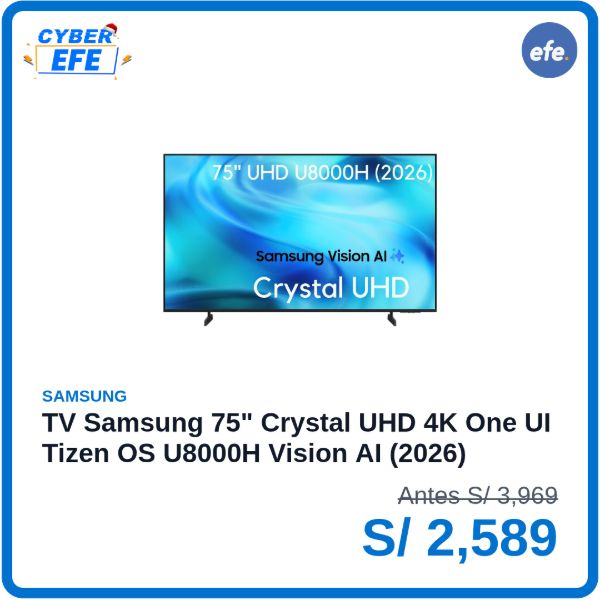 CYBER
EFE
efe.
75" UHD U8000H (2026)
Samsung Vision AI
Crystal UHD
SAMSUNG
TV Samsung 75" Crystal UHD 4K One UI
Tizen OS U8000H Vision AI (2026)
Antes S/ 3,969
S/ 2,589